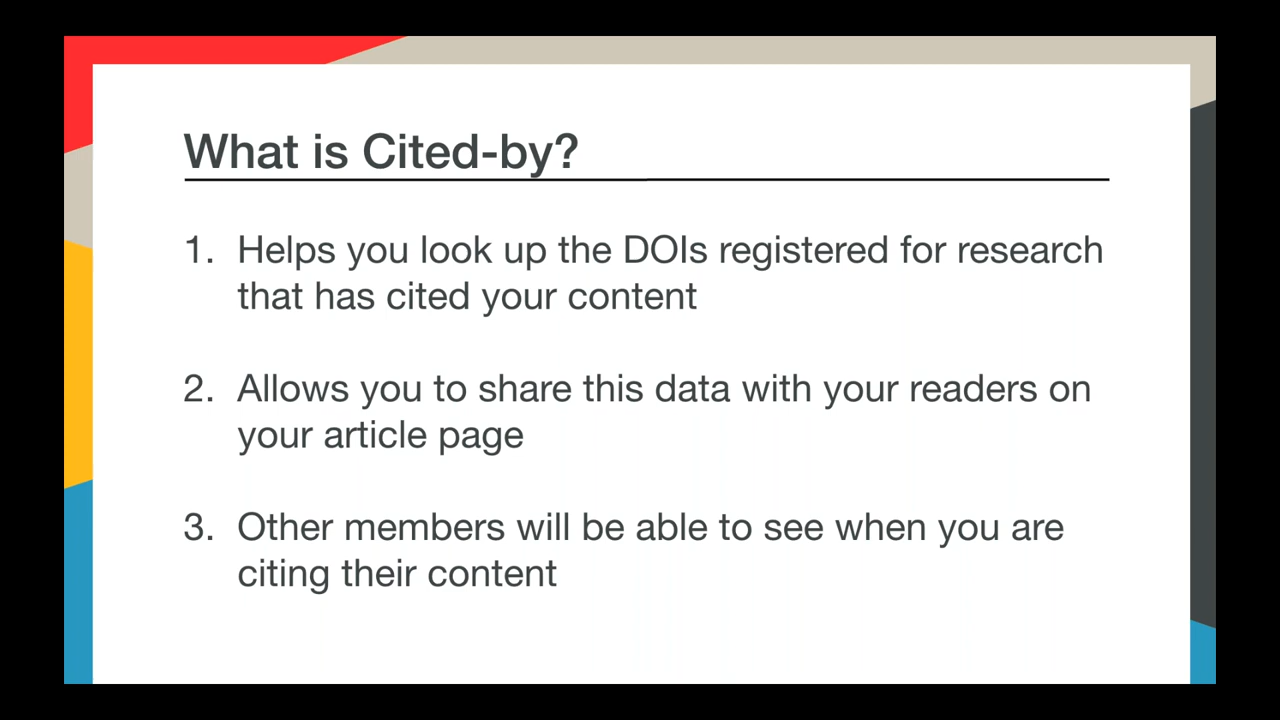 What is Cited-by?
1. Helps you look up the DOIs registered for research
that has cited your content
2. Allows you to share this data with your readers on
your article page
3. Other members will be able to see when you are
citing their content